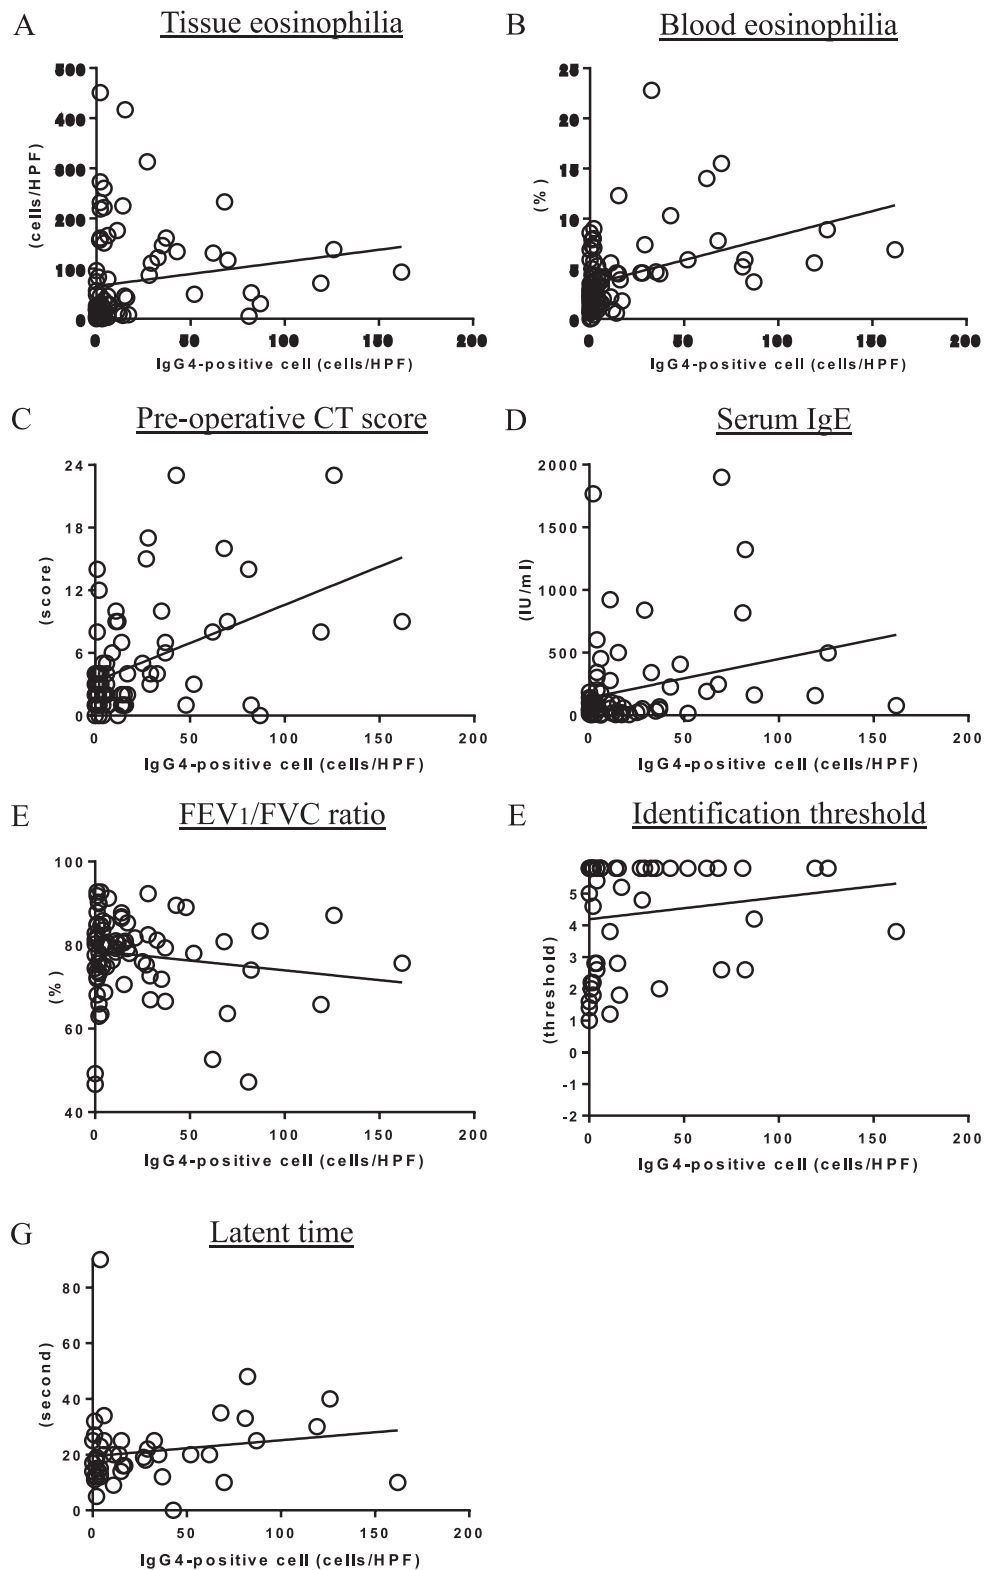 A Tissue eosinophilia
(cells/HPF)
500
400
300
200
100
0
0 50 100 150 200
IgG4-positive cell (cells/HPF)
B Blood eosinophilia
(%)
25
20
15
10
5
0
0 50 100 150 200
IgG4-positive cell (cells/HPF)
C Pre-operative CT score
(score)
24
18
12
6
0
0 50 100 150 200
IgG4-positive cell (cells/HPF)
D Serum IgE
(IU/ml)
2000
1500
1000
500
0
0 50 100 150 200
IgG4-positive cell (cells/HPF)
E FEV1/FVC ratio
(%)
100
80
60
40
0 50 100 150 200
IgG4-positive cell (cells/HPF)
E Identification threshold
(threshold)
5
4
3
2
1
0
-1
-2
0 50 100 150 200
IgG4-positive cell (cells/HPF)
G Latent time
(second)
80
60
40
20
0
0 50 100 150 200
IgG4-positive cell (cells/HPF)